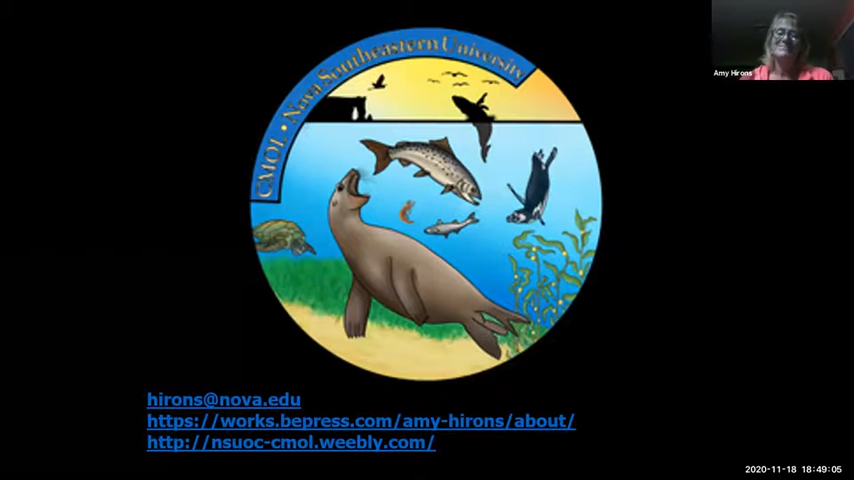 CMOL • Nova Southeastern University
Amy Hirons
hirons@nova.edu
https://works.bepress.com/amy-hirons/about/
http://nsuoc-cmol.weebly.com/
2020-11-18 18:49:05